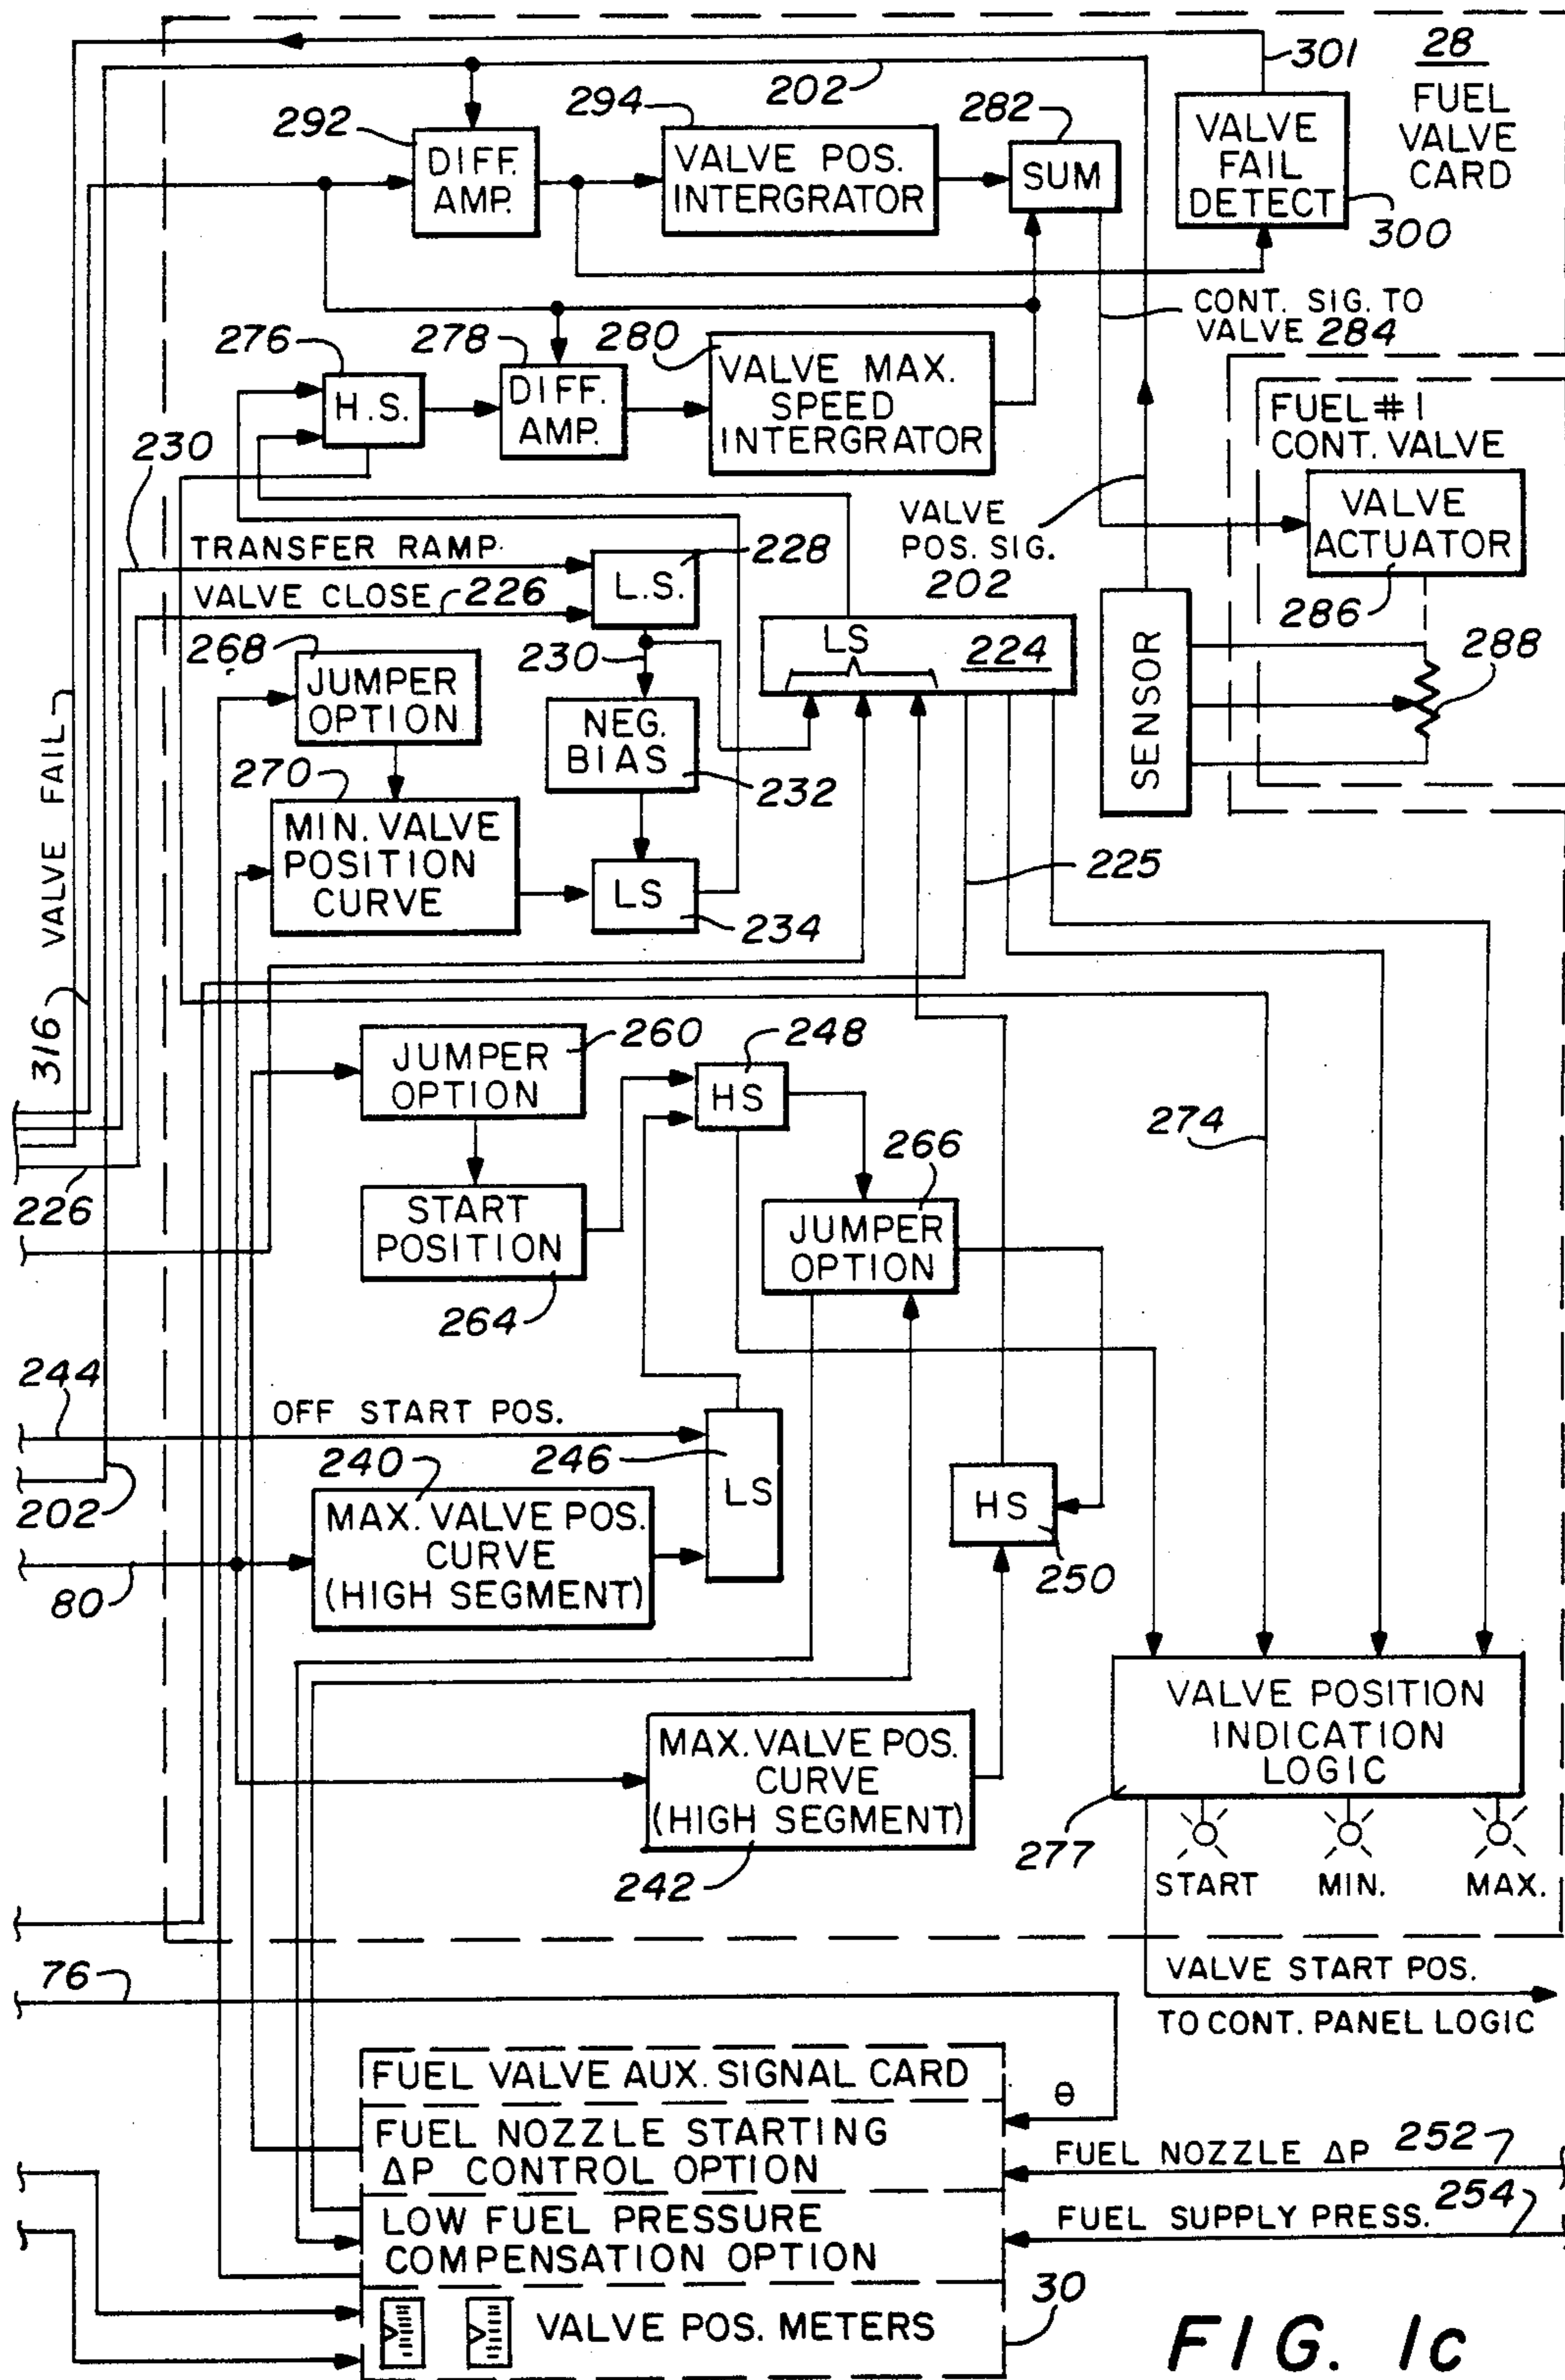 301
28
FUEL
VALVE
CARD
202
292
294
282
DIFF.
AMP.
VALVE POS.
INTERGRATOR
SUM
VALVE
FAIL
DETECT
300
CONT. SIG. TO
VALVE 284
276
278
280
H.S.
DIFF.
AMP.
VALVE MAX.
SPEED
INTERGRATOR
FUEL #1
CONT. VALVE
VALVE
ACTUATOR
286
288
230
VALVE
POS. SIG.
202
TRANSFER RAMP
228
L.S.
VALVE CLOSE 226
268
JUMPER
OPTION
230
LS
224
SENSOR
NEG.
BIAS
232
VALVE FAIL
270
MIN. VALVE
POSITION
CURVE
LS
234
225
316
JUMPER
OPTION
260
248
HS
274
226
START
POSITION
264
266
JUMPER
OPTION
244
OFF START POS.
246
LS
240
MAX. VALVE POS.
CURVE
(HIGH SEGMENT)
202
80
HS
250
MAX. VALVE POS.
CURVE
(HIGH SEGMENT)
242
VALVE POSITION
INDICATION
LOGIC
277
START
MIN.
MAX.
76
VALVE START POS.
TO CONT. PANEL LOGIC
FUEL VALVE AUX. SIGNAL CARD
θ
FUEL NOZZLE STARTING
ΔP CONTROL OPTION
FUEL NOZZLE ΔP 252
LOW FUEL PRESSURE
COMPENSATION OPTION
FUEL SUPPLY PRESS. 254
VALVE POS. METERS
30
FIG. 1c